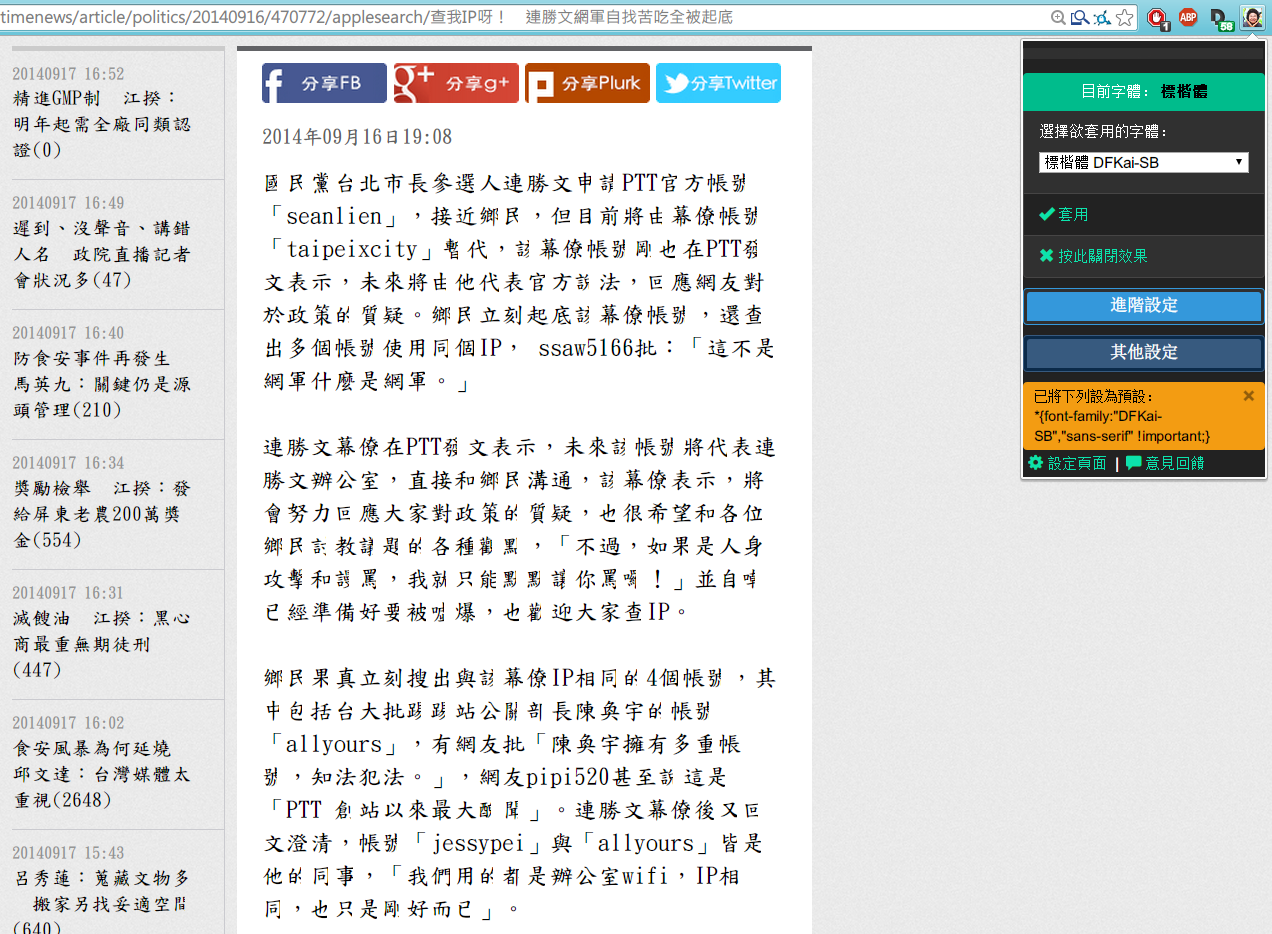 timenews/article/politics/20140916/470772/applesearch/查我IP呀！　連勝文網軍自找苦吃全被起底
1
ABP
58
20140917 16:52
精進GMP制　江揆：
明年起需全廠同類認
證(0)
20140917 16:49
遲到、沒聲音、講錯
人名　政院直播記者
會狀況多(47)
20140917 16:40
防食安事件再發生
馬英九：關鍵仍是源
頭管理(210)
20140917 16:34
獎勵檢舉　江揆：發
給屏東老農200萬獎
金(554)
20140917 16:31
滅餿油　江揆：黑心
商最重無期徒刑
(447)
20140917 16:02
食安風暴為何延燒
邱文達：台灣媒體太
重視(2648)
20140917 15:43
呂秀蓮：蒐藏文物多
　搬家另找妥適空間
(640)
分享FB
分享g+
分享Plurk
分享Twitter
2014年09月16日19:08
國民黨台北市長參選人連勝文申請PTT官方帳號
「seanlien」，接近鄉民，但目前將由幕僚帳號
「taipeixcity」暫代，該幕僚帳號剛也在PTT發
文表示，未來將由他代表官方說法，回應網友對
於政策的質疑。鄉民立刻起底該幕僚帳號，還查
出多個帳號使用同個IP， ssaw5166批：「這不是
網軍什麼是網軍。」
連勝文幕僚在PTT發文表示，未來該帳號將代表連
勝文辦公室，直接和鄉民溝通，該幕僚表示，將
會努力回應大家對政策的質疑，也很希望和各位
鄉民討教議題的各種觀點，「不過，如果是人身
攻擊和謾罵，我就只能點點讓你罵囉！」並自嘲
已經準備好要被噓爆，也歡迎大家查IP。
鄉民果真立刻搜出與該幕僚IP相同的4個帳號，其
中包括台大批踢踢站公關部長陳奐宇的帳號
「allyours」，有網友批「陳奐宇擁有多重帳
號，知法犯法。」，網友pipi520甚至說這是
「PTT 創站以來最大醜聞」。連勝文幕僚後又回
文澄清，帳號「jessypei」與「allyours」皆是
他的同事，「我們用的都是辦公室wifi，IP相
同，也只是剛好而已」。
目前字體：標楷體
選擇欲套用的字體：
標楷體 DFKai-SB
套用
按此關閉效果
進階設定
其他設定
已將下列設為預設：
*{font-family:"DFKai-
SB","sans-serif" !important;}
設定頁面 | 意見回饋